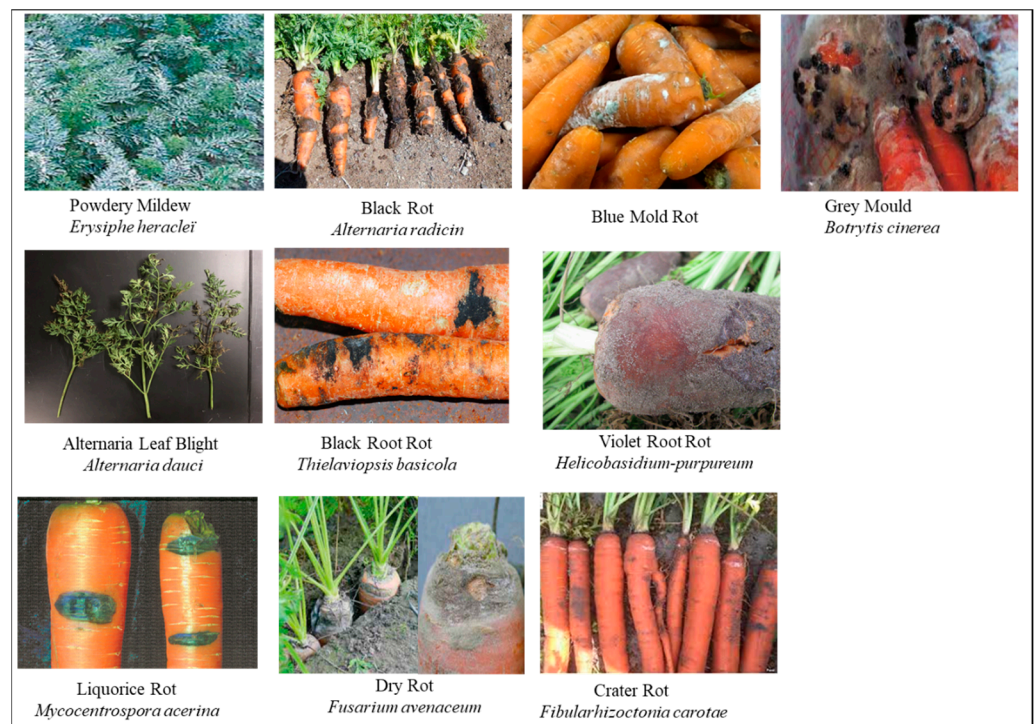 Powdery Mildew
Erysiphe heracleï
Black Rot
Alternaria radicin
Blue Mold Rot
Grey Mould
Botrytis cinerea
Alternaria Leaf Blight
Alternaria dauci
Black Root Rot
Thielaviopsis basicola
Violet Root Rot
Helicobasidium-purpureum
Liquorice Rot
Mycocentrospora acerina
Dry Rot
Fusarium avenaceum
Crater Rot
Fibularhizoctonia carotae